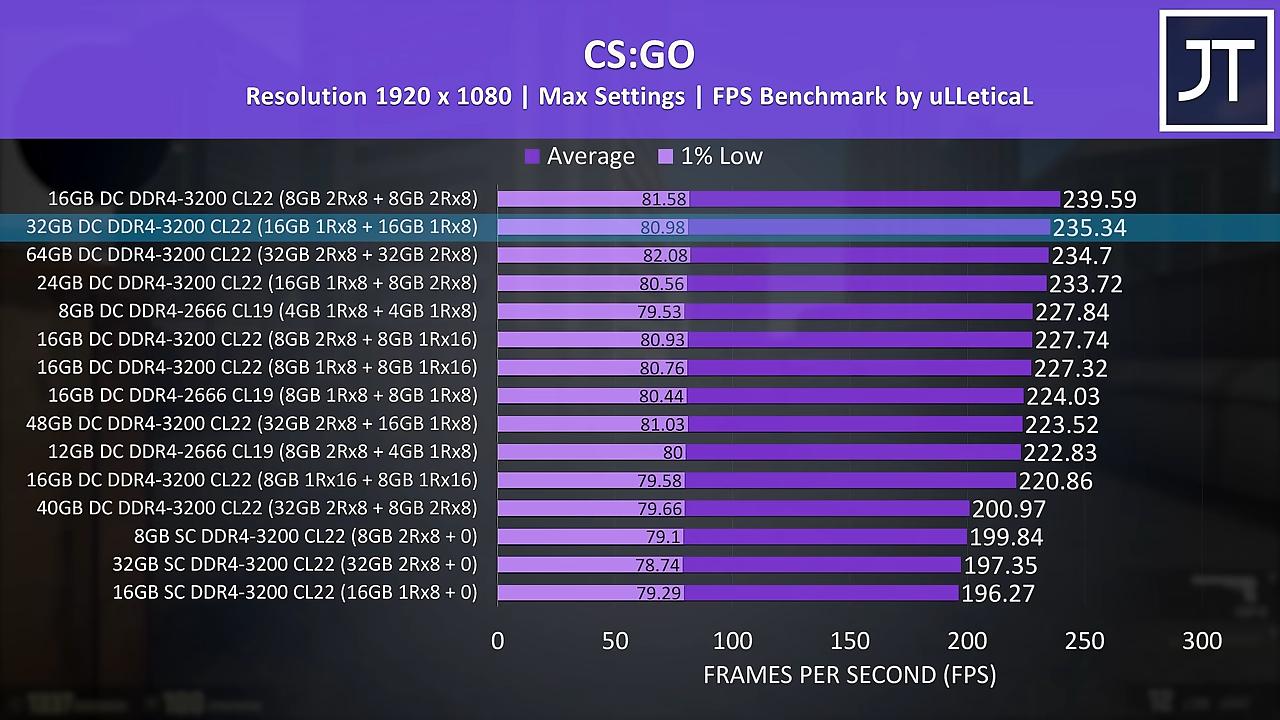 CS:GO
JT
Resolution 1920 x 1080 | Max Settings | FPS Benchmark by uLLeticaL
Average 1% Low
16GB DC DDR4-3200 CL22 (8GB 2Rx8 + 8GB 2Rx8) 81.58 239.59
32GB DC DDR4-3200 CL22 (16GB 1Rx8 + 16GB 1Rx8) 80.98 235.34
64GB DC DDR4-3200 CL22 (32GB 2Rx8 + 32GB 2Rx8) 82.08 234.7
24GB DC DDR4-3200 CL22 (16GB 1Rx8 + 8GB 2Rx8) 80.56 233.72
8GB DC DDR4-2666 CL19 (4GB 1Rx8 + 4GB 1Rx8) 79.53 227.84
16GB DC DDR4-3200 CL22 (8GB 2Rx8 + 8GB 1Rx16) 80.93 227.74
16GB DC DDR4-3200 CL22 (8GB 1Rx8 + 8GB 1Rx16) 80.76 227.32
16GB DC DDR4-2666 CL19 (8GB 1Rx8 + 8GB 1Rx8) 80.44 224.03
48GB DC DDR4-3200 CL22 (32GB 2Rx8 + 16GB 1Rx8) 81.03 223.52
12GB DC DDR4-2666 CL19 (8GB 2Rx8 + 4GB 1Rx8) 80 222.83
16GB DC DDR4-3200 CL22 (8GB 1Rx16 + 8GB 1Rx16) 79.58 220.86
40GB DC DDR4-3200 CL22 (32GB 2Rx8 + 8GB 2Rx8) 79.66 200.97
8GB SC DDR4-3200 CL22 (8GB 2Rx8 + 0) 79.1 199.84
32GB SC DDR4-3200 CL22 (32GB 2Rx8 + 0) 78.74 197.35
16GB SC DDR4-3200 CL22 (16GB 1Rx8 + 0) 79.29 196.27
0 50 100 150 200 250 300
FRAMES PER SECOND (FPS)